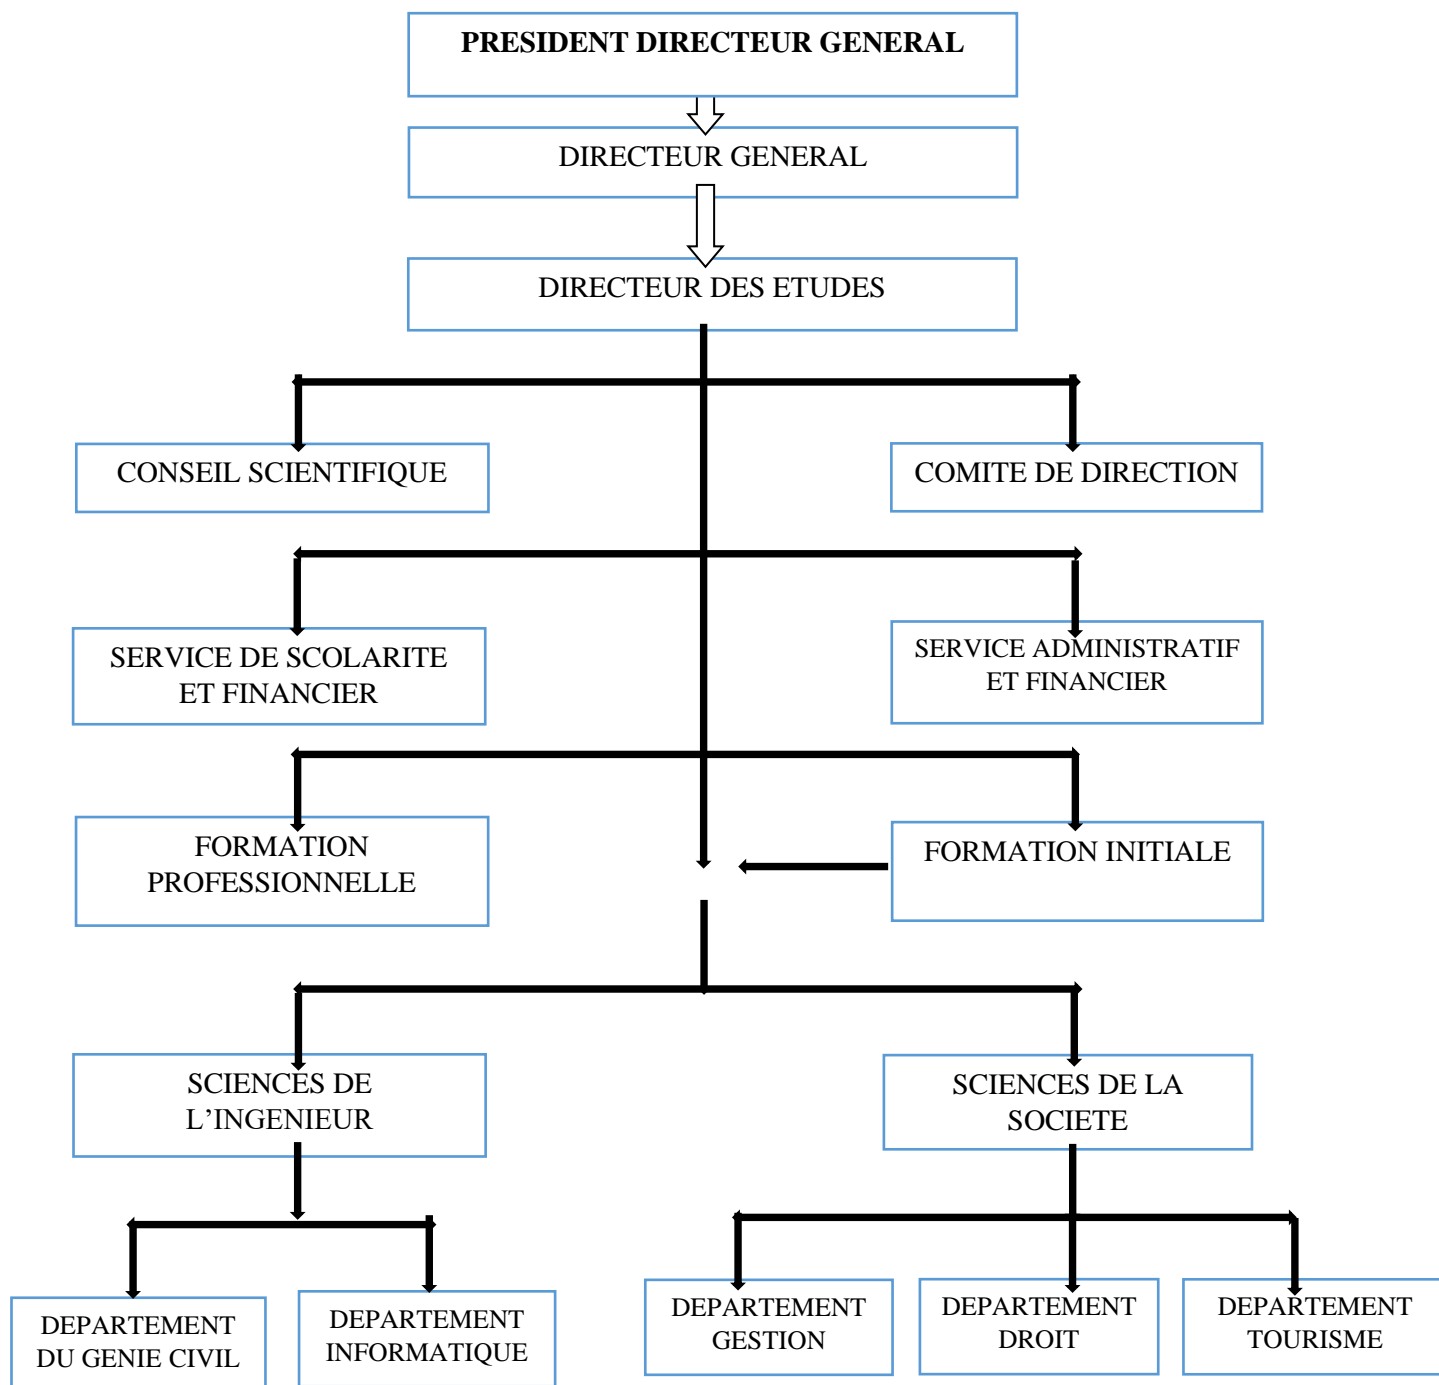 PRESIDENT DIRECTEUR GENERAL
DIRECTEUR GENERAL
DIRECTEUR DES ETUDES
CONSEIL SCIENTIFIQUE
COMITE DE DIRECTION
SERVICE DE SCOLARITE
ET FINANCIER
SERVICE ADMINISTRATIF
ET FINANCIER
FORMATION
PROFESSIONNELLE
FORMATION INITIALE
SCIENCES DE
L’INGENIEUR
SCIENCES DE LA
SOCIETE
DEPARTEMENT
DU GENIE CIVIL
DEPARTEMENT
INFORMATIQUE
DEPARTEMENT
GESTION
DEPARTEMENT
DROIT
DEPARTEMENT
TOURISME